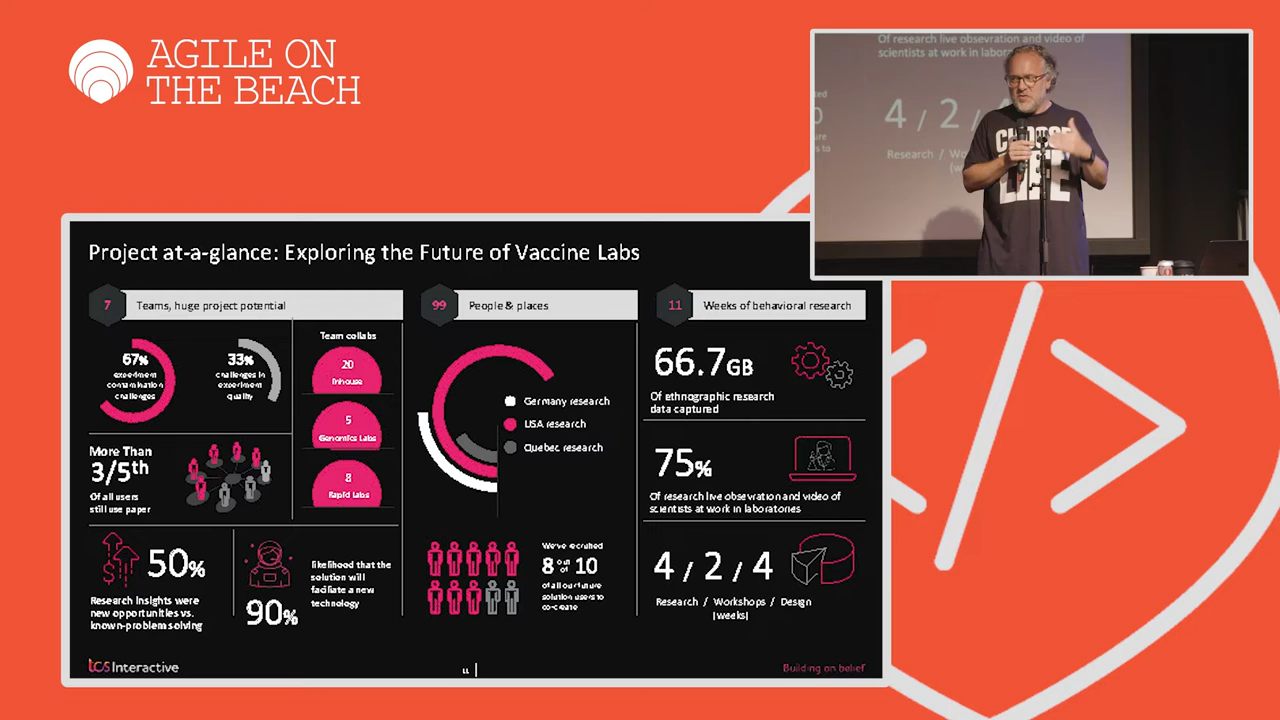 AGILE ON
THE BEACH
Of research live obsevration and video of
scientists at work in labora
4 / 2 /
Research / Wo
CHOOSE
LIFE
Project at-a-glance: Exploring the Future of Vaccine Labs
7
Teams, huge project potential
67%
experiment
contamination
challenges
33%
challenges in
experiment
quality
Team collabs
20
Inhouse
5
Genomics Labs
8
Rapid Labs
More Than
3/5th
Of all users
still use paper
50%
Research Insights were
new opportunities vs.
known-problem solving
90%
likelihood that the
solution will
faciliate a new
technology
99
People & places
Germany research
USA research
Quebec research
We've recruited
8 out of 10
of all our future
solution users to
co-create
11
Weeks of behavioral research
66.7GB
Of ethnographic research
data captured
75%
Of research live obsevration and video of
scientists at work in laboratories
4 / 2 / 4
Research / Workshops / Design
(weeks)
tcs Interactive
11
Building on belief